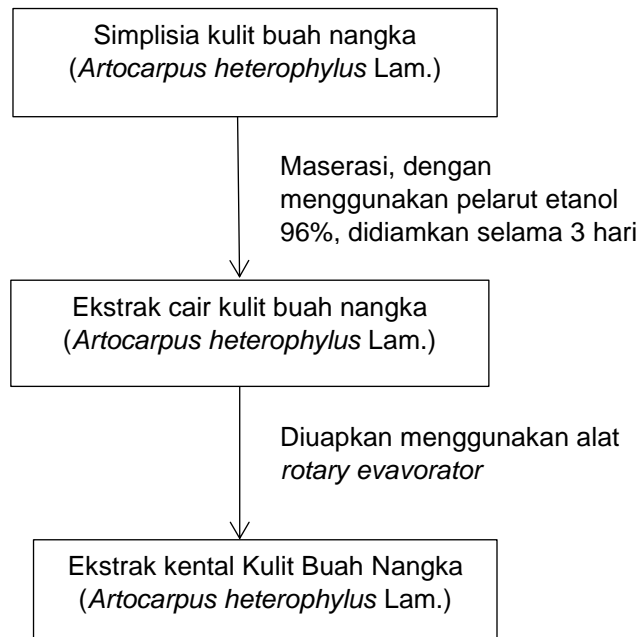 Simplisia kulit buah nangka
(Artocarpus heterophylus Lam.)
Maserasi, dengan
menggunakan pelarut etanol
96%, didiamkan selama 3 hari
Ekstrak cair kulit buah nangka
(Artocarpus heterophylus Lam.)
Diuapkan menggunakan alat
rotary evavorator
Ekstrak kental Kulit Buah Nangka
(Artocarpus heterophylus Lam.)